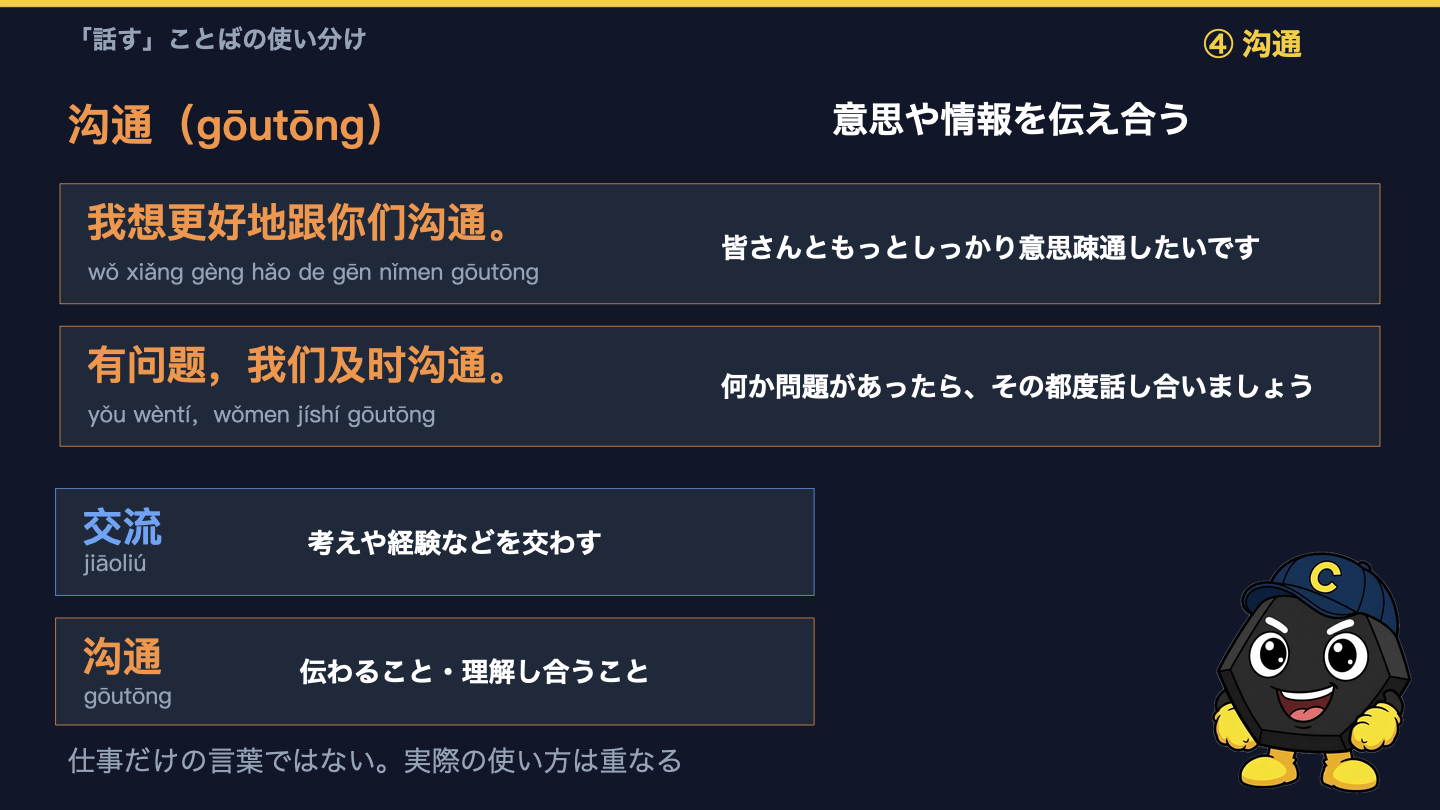 「話す」ことばの使い分け
④ 沟通
沟通（gōutōng）
意思や情報を伝え合う
我想更好地跟你们沟通。
wǒ xiǎng gèng hǎo de gēn nǐmen gōutōng
皆さんともっとしっかり意思疎通したいです
有问题，我们及时沟通。
yǒu wèntí，wǒmen jíshí gōutōng
何か問題があったら、その都度話し合いましょう
交流
jiāoliú
考えや経験などを交わす
沟通
gōutōng
伝わること・理解し合うこと
仕事だけの言葉ではない。実際の使い方は重なる
C